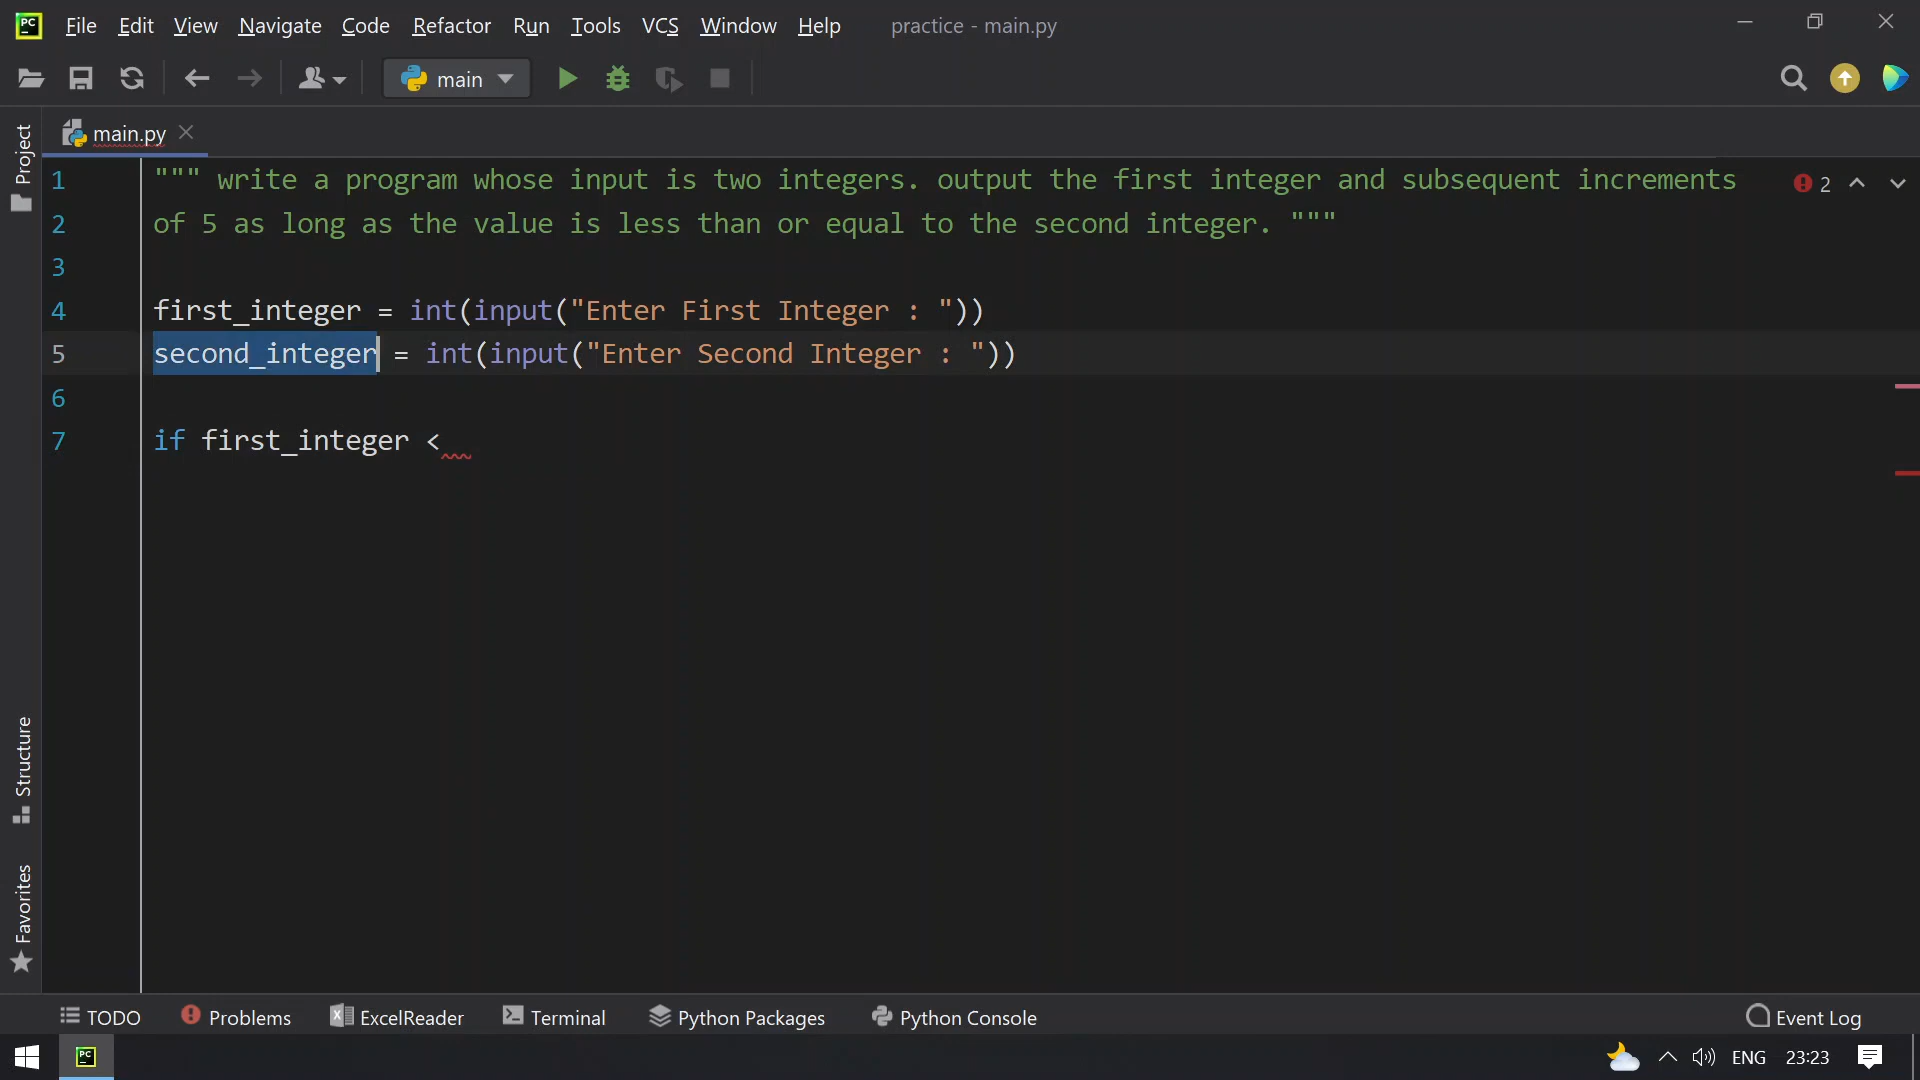 PC File Edit View Navigate Code Refactor Run Tools VCS Window Help practice - main.py
main
main.py
Project
1 """ write a program whose input is two integers. output the first integer and subsequent increments
2 of 5 as long as the value is less than or equal to the second integer. """
2
3
4 first_integer = int(input("Enter First Integer : "))
5 second_integer = int(input("Enter Second Integer : "))
6
7 if first_integer <
Structure
Favorites
TODO Problems ExcelReader Terminal Python Packages Python Console Event Log
PC ENG 23:23